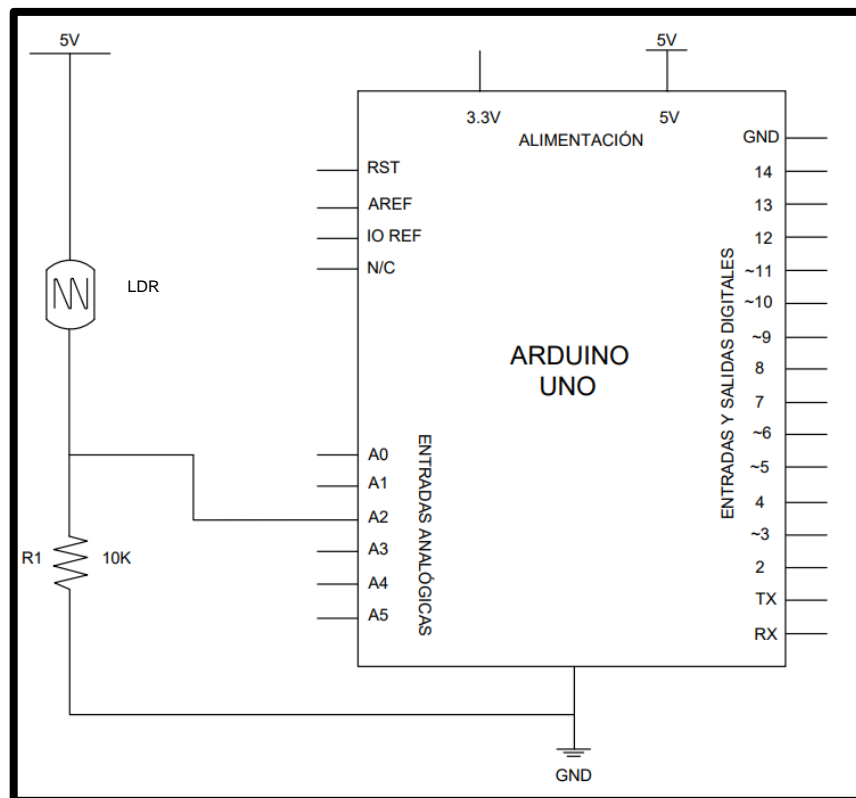 5V
5V
3.3V
5V
ALIMENTACIÓN
GND
RST
14
AREF
13
IO REF
12
N/C
~11
LDR
~10
~9
ARDUINO
UNO
8
7
~6
A0
~5
A1
4
A2
~3
R1
10K
A3
2
A4
TX
A5
RX
ENTRADAS ANALÓGICAS
ENTRADAS Y SALIDAS DIGITALES
GND